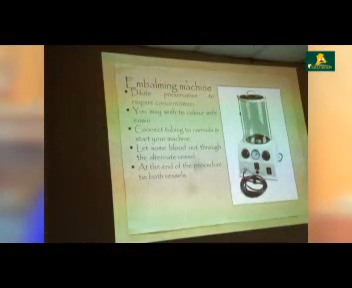 Embalming machine
• Dilute preservative to
require concentration
• You may wish to colour with
eosin
• Connect tubing to cannula &
start your machine
• Let some blood out through
the alternate vessel
• At the end of the procedure
tie both vessels